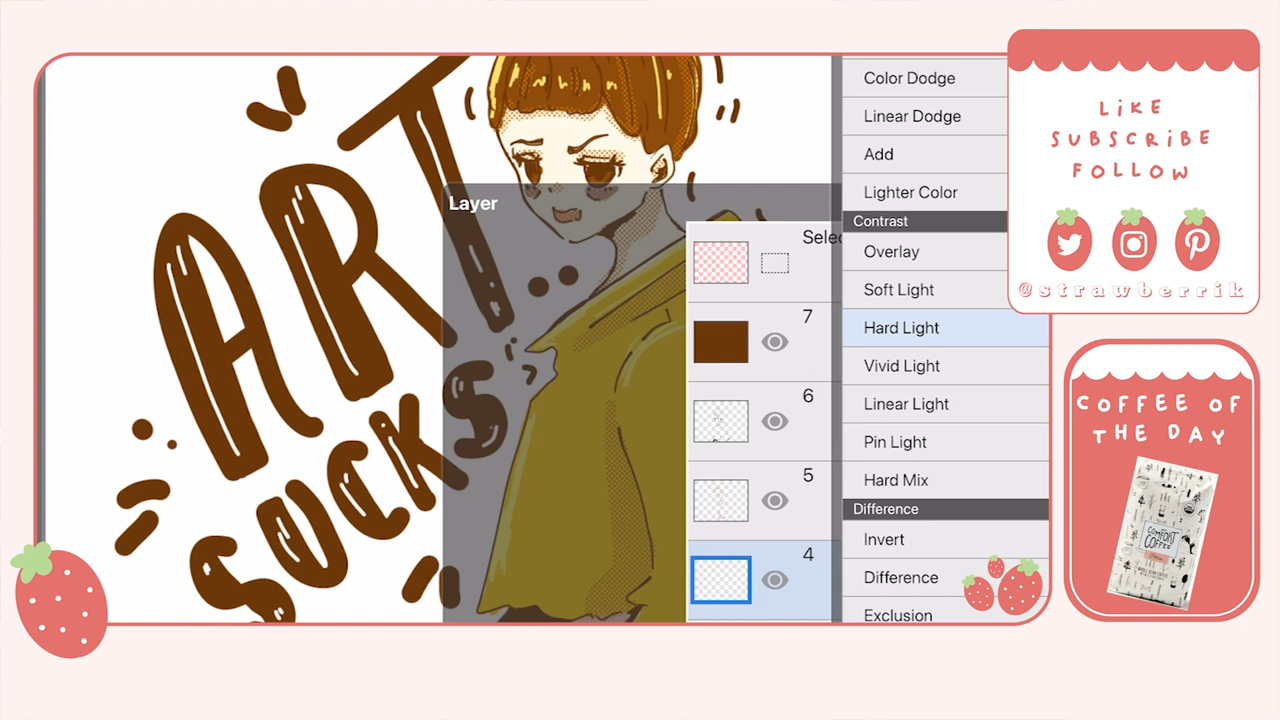 ART
SUCKS
Layer
Selec
7
6
5
4
Color Dodge
Linear Dodge
Add
Lighter Color
Contrast
Overlay
Soft Light
Hard Light
Vivid Light
Linear Light
Pin Light
Hard Mix
Difference
Invert
Difference
Exclusion
LiKE
SUBSCRiBE
FOLLOW
@strawberrik
COFFEE OF
THE DAY
COMFORT
COFFEE